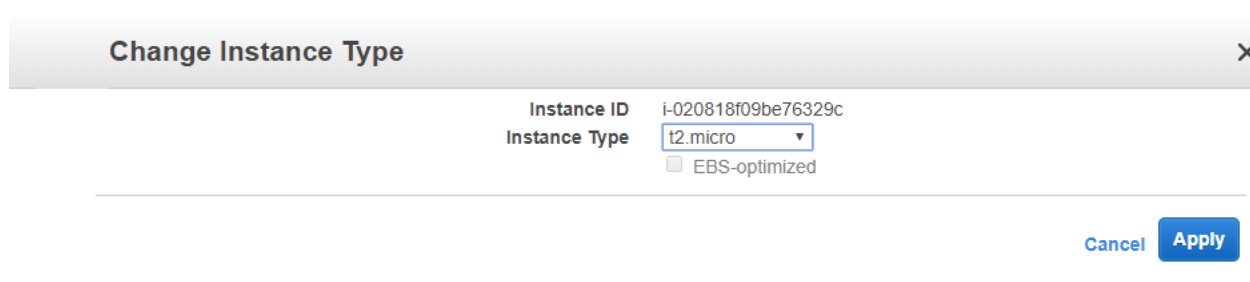 Change Instance Type
Instance ID i-020818f09be76329c
Instance Type t2.micro
EBS-optimized
Cancel Apply